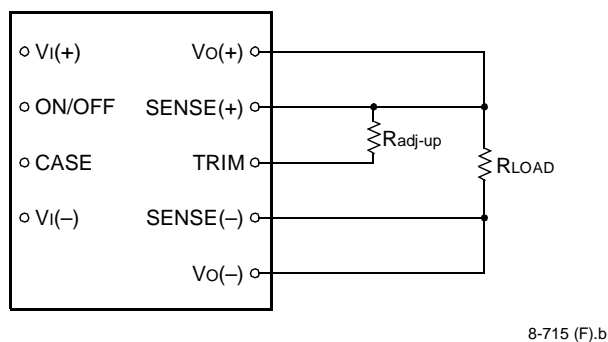 VI(+) VO(+)
ON/OFF SENSE(+)
Radj-up
CASE TRIM
RLOAD
VI(–) SENSE(–)
VO(–)
8-715 (F).b